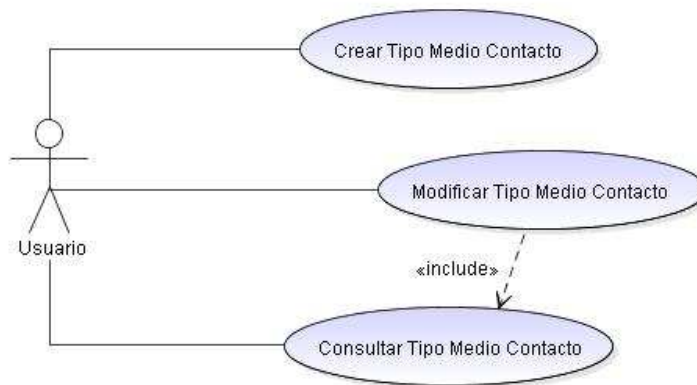 Crear Tipo Medio Contacto
Modificar Tipo Medio Contacto
Usuario
«include»
Consultar Tipo Medio Contacto